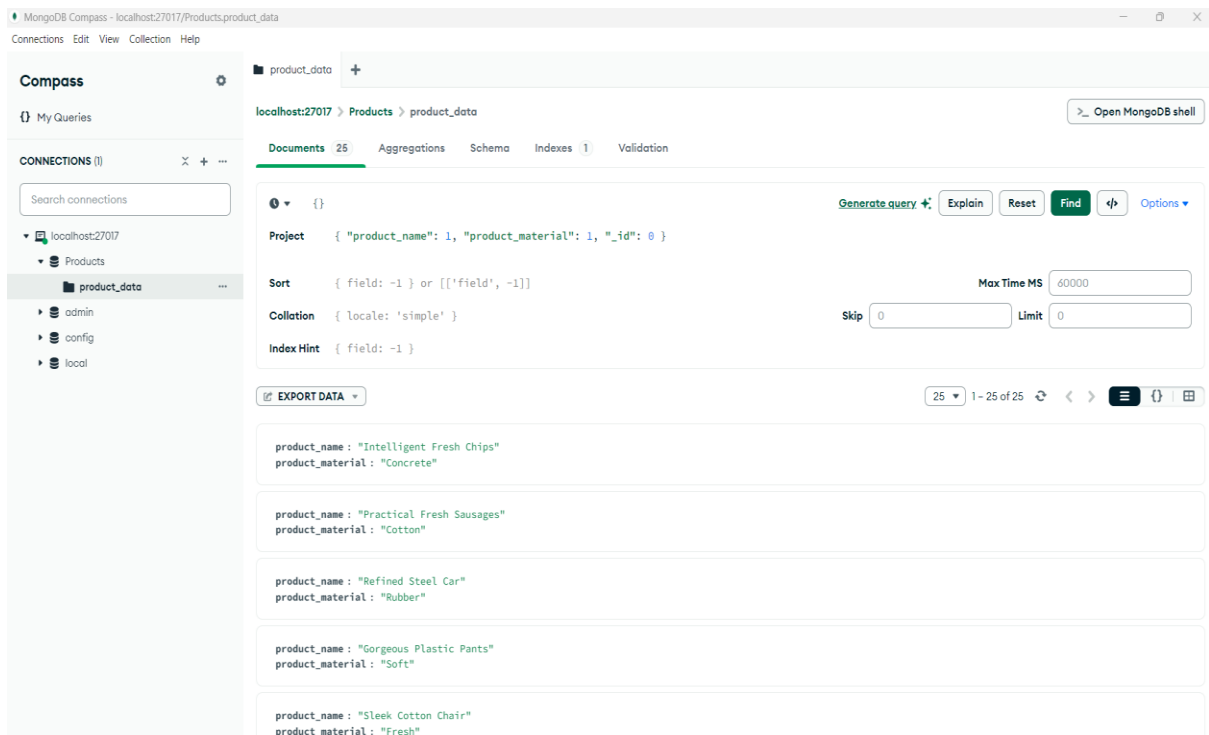 MongoDB Compass - localhost:27017/Products.product_data
Connections Edit View Collection Help
Compass
{} My Queries
CONNECTIONS (1)
Search connections
localhost:27017
Products
product_data
admin
config
local
product_data
localhost:27017 > Products > product_data
>_ Open MongoDB shell
Documents 25 Aggregations Schema Indexes 1 Validation
{}
Generate query Explain Reset Find </> Options
Project { "product_name": 1, "product_material": 1, "_id": 0 }
Sort { field: -1 } or [['field', -1]]
Max Time MS 60000
Collation { locale: 'simple' }
Skip 0 Limit 0
Index Hint { field: -1 }
EXPORT DATA
25 1 – 25 of 25 {}
product_name : "Intelligent Fresh Chips"
product_material : "Concrete"
product_name : "Practical Fresh Sausages"
product_material : "Cotton"
product_name : "Refined Steel Car"
product_material : "Rubber"
product_name : "Gorgeous Plastic Pants"
product_material : "Soft"
product_name : "Sleek Cotton Chair"
product_material : "Fresh"